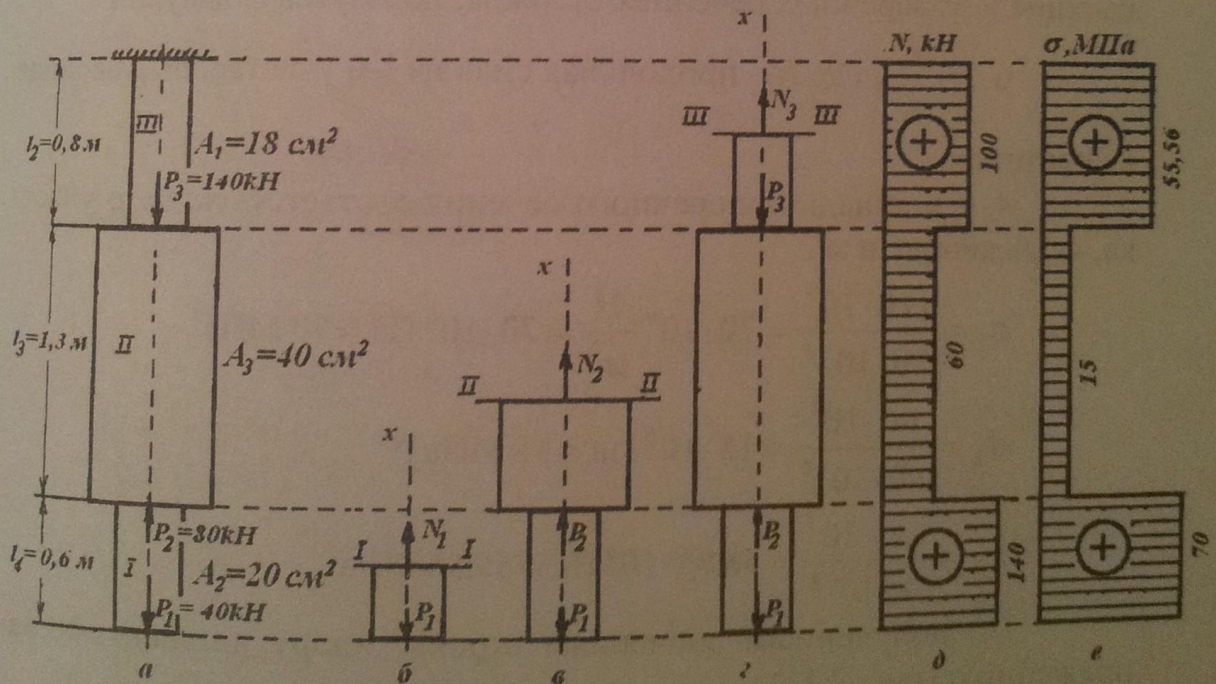 x
N, кН
σ, МПа
l₂=0,8 м
III
A₁=18 см²
P₃=140кН
III
N₃
III
P₃
100
55,56
l₃=1,3 м
II
A₃=40 см²
x
II
N₂
II
60
15
x
l₄=0,6 м
P₂=80кН
I
A₂=20 см²
P₁=40кН
I
N₁
I
P₁
P₂
P₁
P₂
P₁
140
70
а
б
в
г
д
е